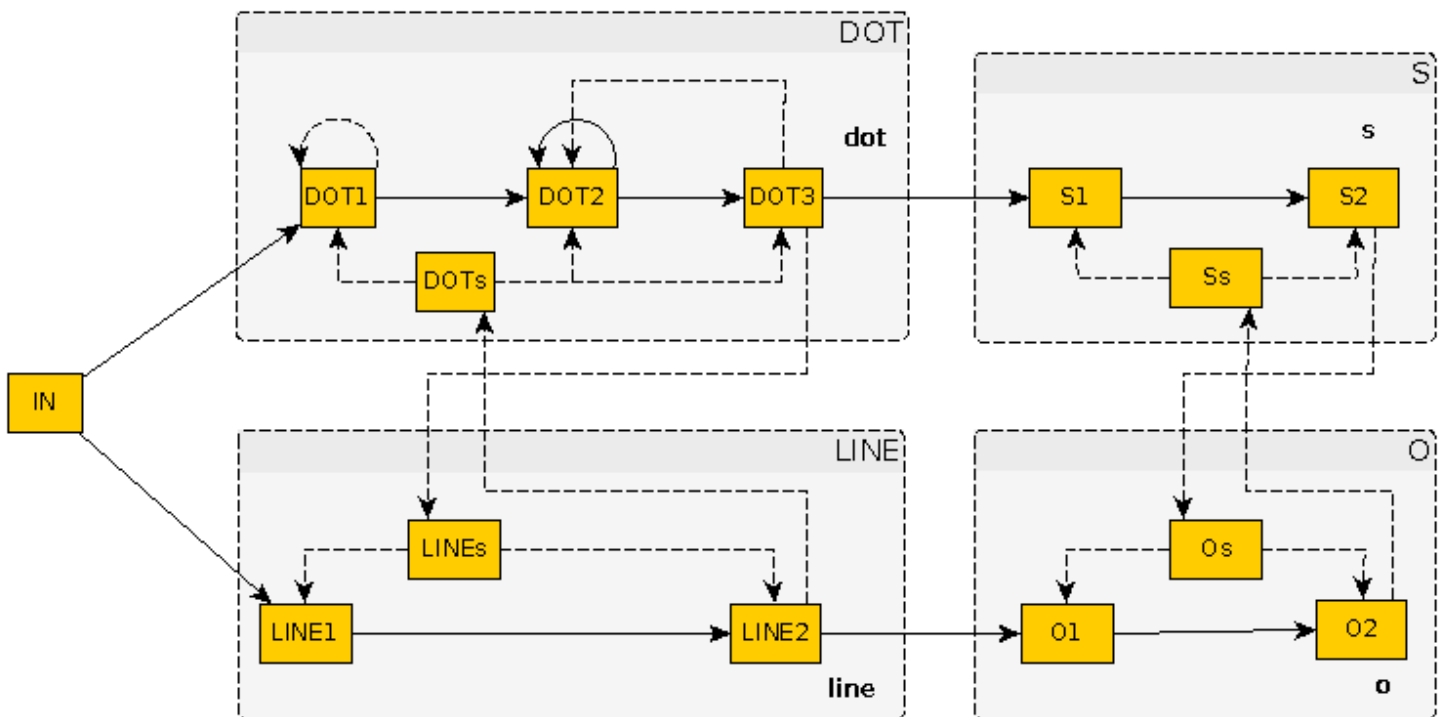 DOT
S
dot
s
DOT1
DOT2
DOT3
S1
S2
DOTs
Ss
IN
LINE
O
LINEs
Os
LINE1
LINE2
O1
O2
line
o